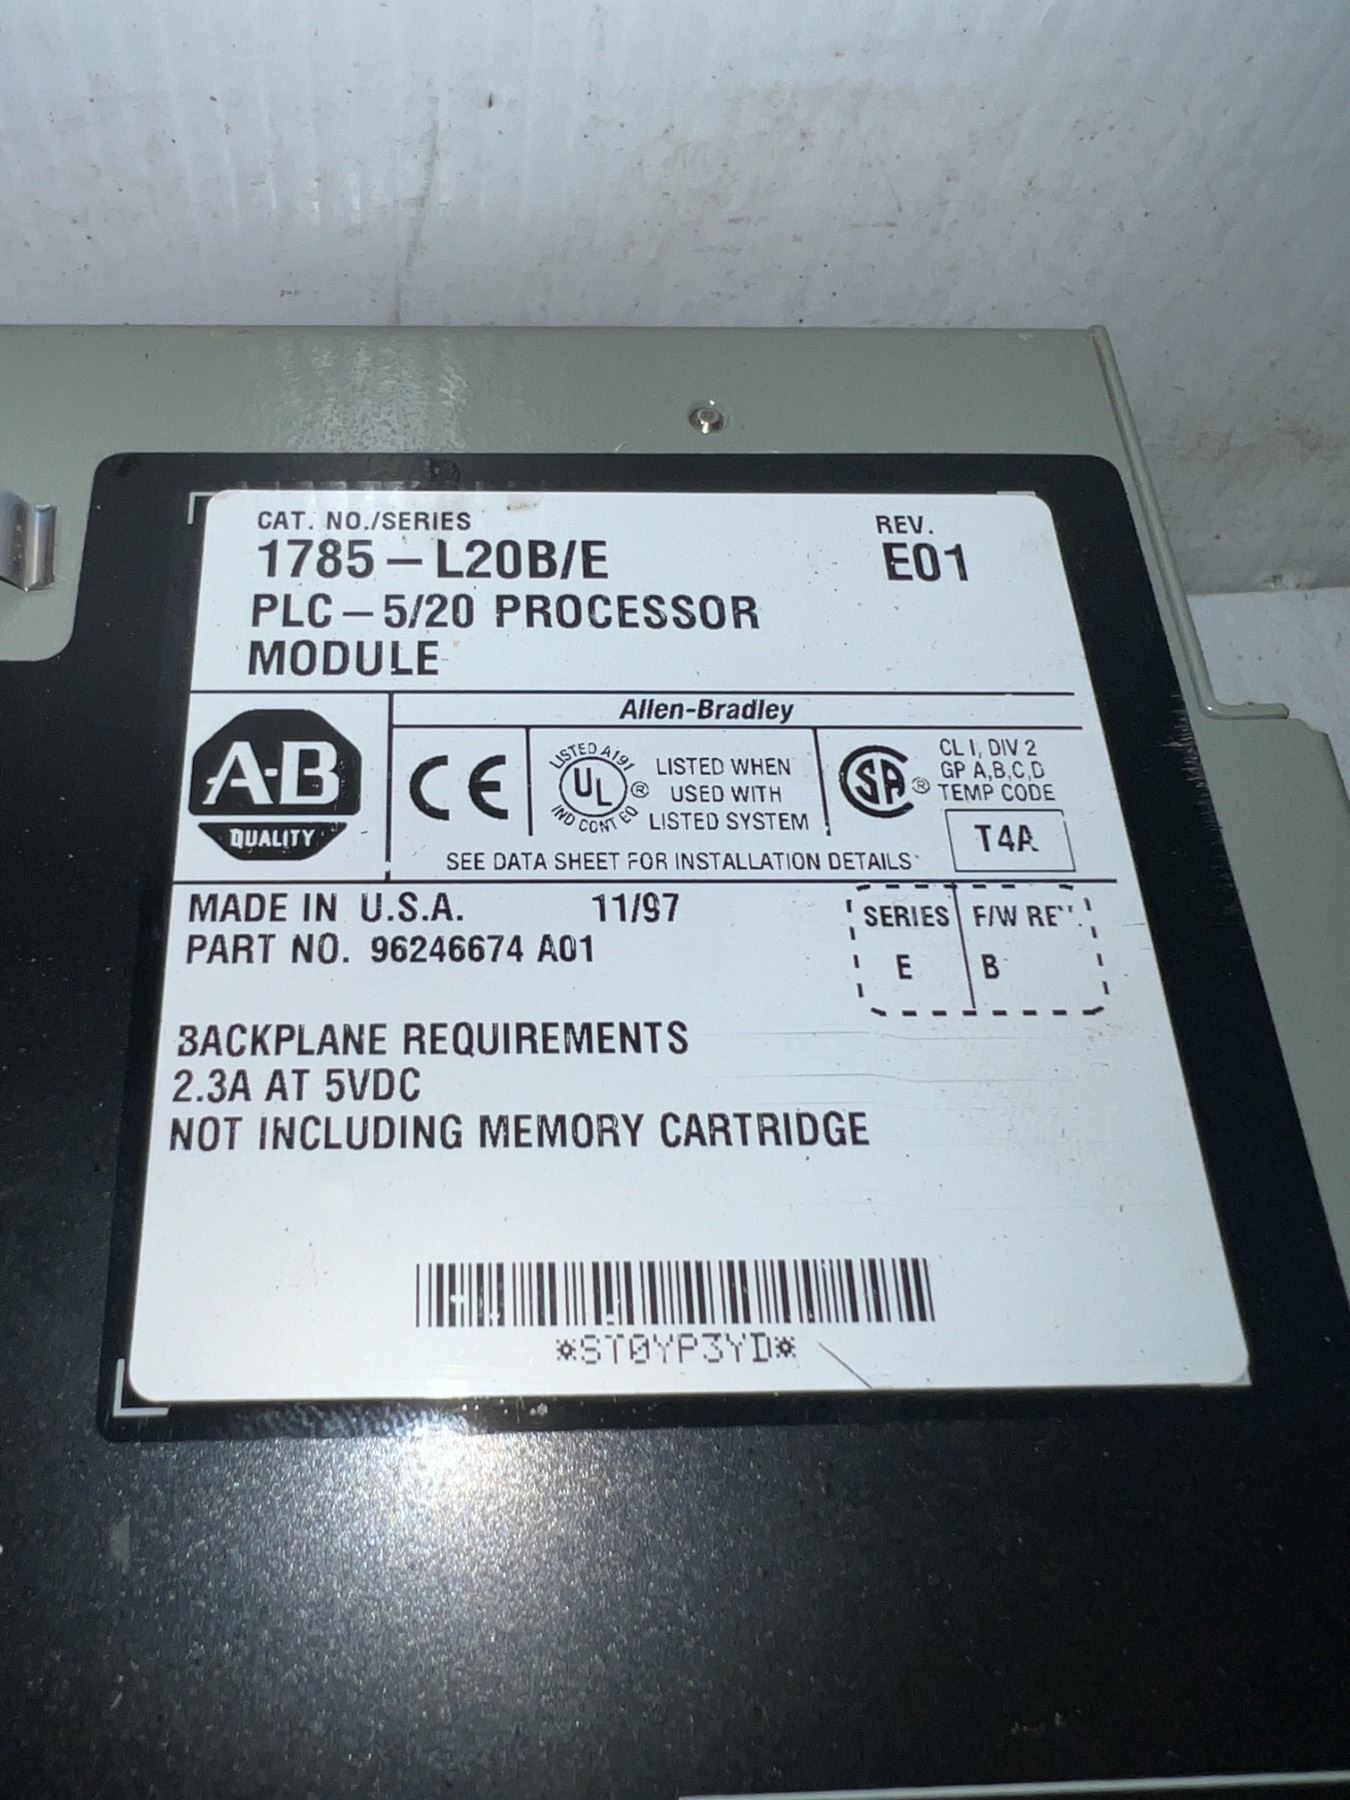 CAT. NO./SERIES REV.
1785-L20B/E E01
PLC-5/20 PROCESSOR
MODULE
Allen-Bradley
A-B
QUALITY
CE
LISTED A191
UL ®
IND CONT EQ
LISTED WHEN
USED WITH
LISTED SYSTEM
SA ®
CL I, DIV 2
GP A,B,C,D
TEMP CODE
T4A
SEE DATA SHEET FOR INSTALLATION DETAILS
MADE IN U.S.A. 11/97
PART NO. 96246674 A01
SERIES F/W REV
E B
BACKPLANE REQUIREMENTS
2.3A AT 5VDC
NOT INCLUDING MEMORY CARTRIDGE
*ST0YP3YD*